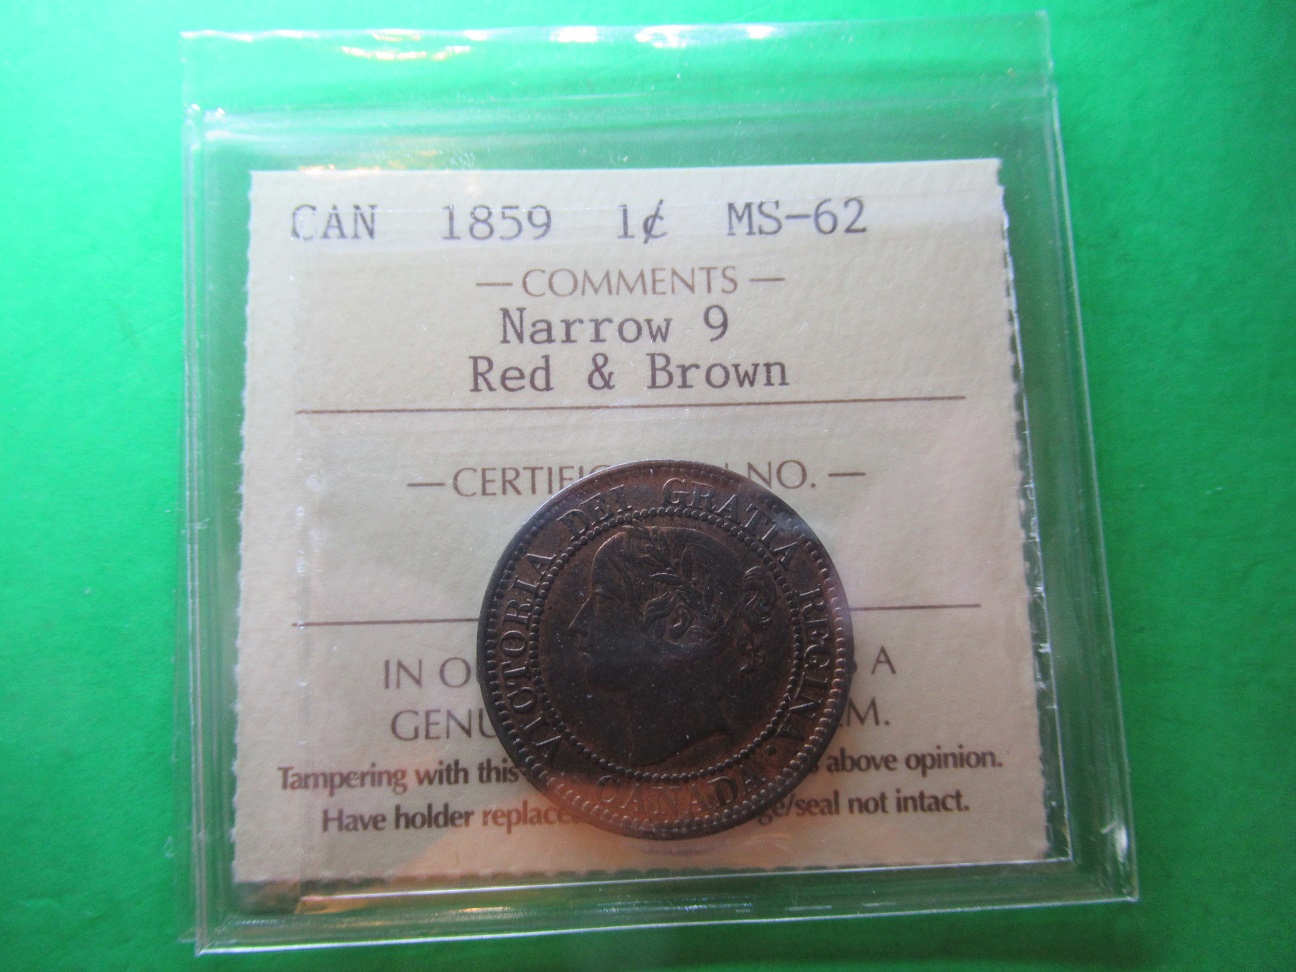 CAN 1859 1¢ MS-62
— COMMENTS —
Narrow 9
Red & Brown
— CERTIFIC NO. —
IN O A
GENU M.
Tampering with this above opinion.
Have holder replace ge/seal not intact.
VICTORIA DEI GRATIA REGINA.
CANADA